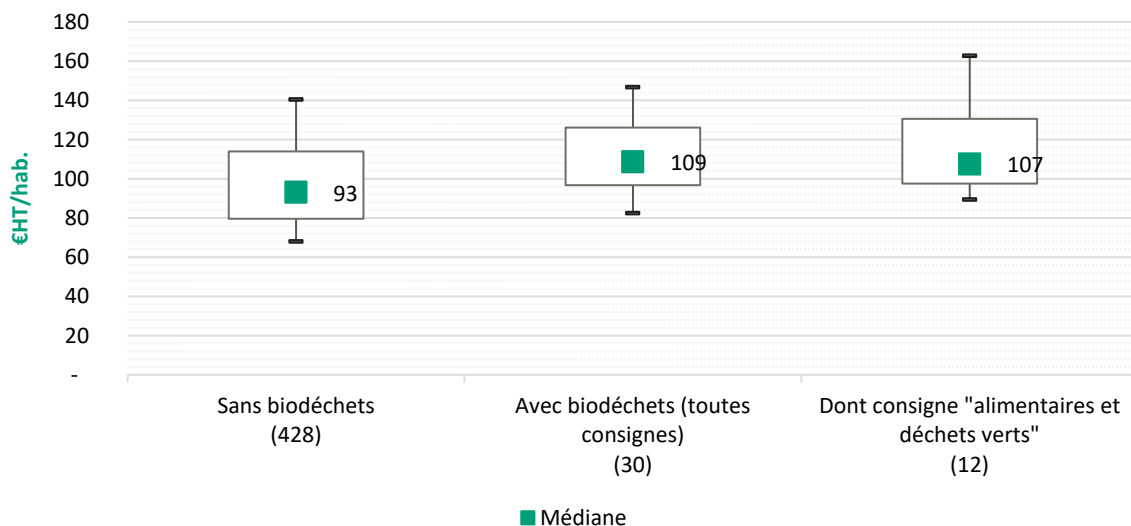 180
160
140
120
100
80
60
40
20
-
€HT/hab.
93
109
107
Sans biodéchets
(428)
Avec biodéchets (toutes
consignes)
(30)
Dont consigne "alimentaires et
déchets verts"
(12)
Médiane